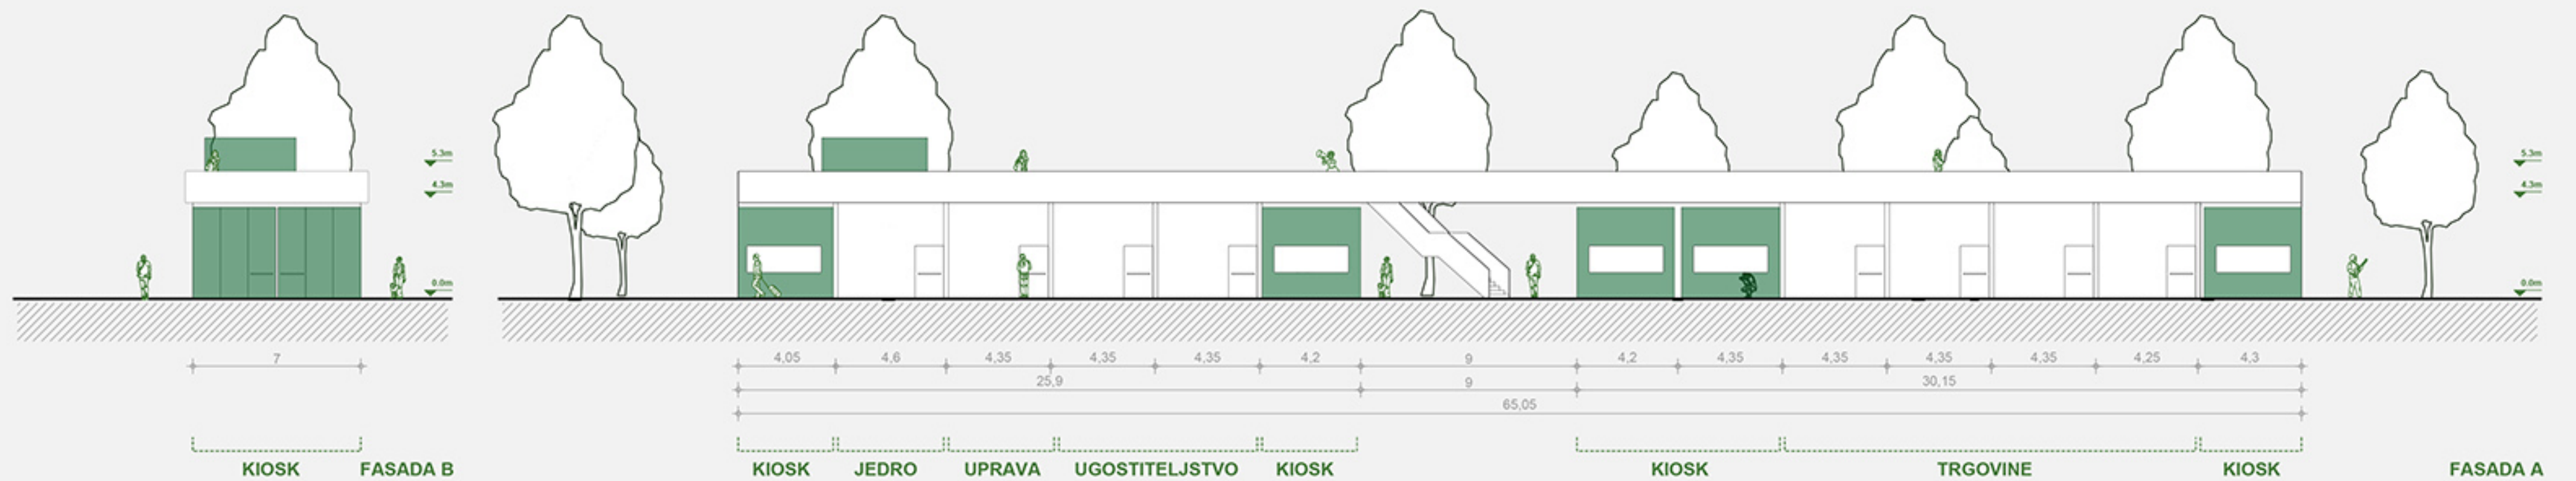 5.3m
4.3m
0.0m
7
KIOSK FASADA B
5.3m
4.3m
0.0m
4,05 4,6 4,35 4,35 4,35 4,2 9 4,2 4,35 4,35 4,35 4,35 4,25 4,3
25,9 9 30,15
65,05
KIOSK JEDRO UPRAVA UGOSTITELJSTVO KIOSK KIOSK TRGOVINE KIOSK FASADA A